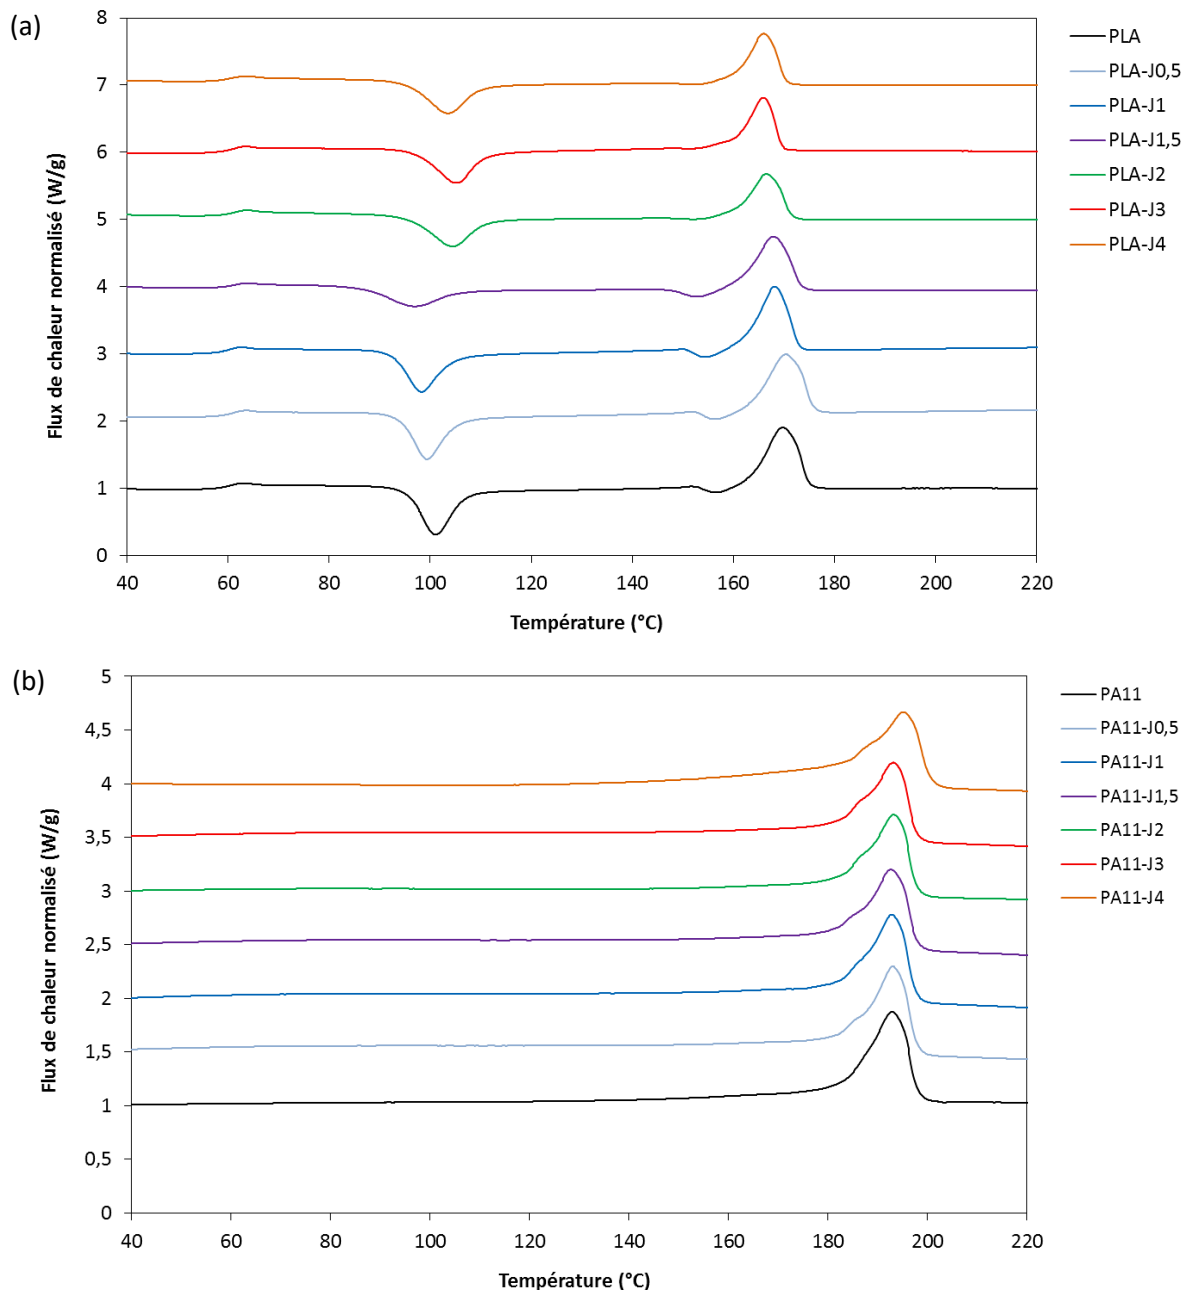 (a)
8
7
6
5
4
3
2
1
0
Flux de chaleur normalisé (W/g)
40 60 80 100 120 140 160 180 200 220
Température (°C)
PLA
PLA-J0,5
PLA-J1
PLA-J1,5
PLA-J2
PLA-J3
PLA-J4
(b)
5
4,5
4
3,5
3
2,5
2
1,5
1
0,5
0
Flux de chaleur normalisé (W/g)
40 60 80 100 120 140 160 180 200 220
Température (°C)
PA11
PA11-J0,5
PA11-J1
PA11-J1,5
PA11-J2
PA11-J3
PA11-J4